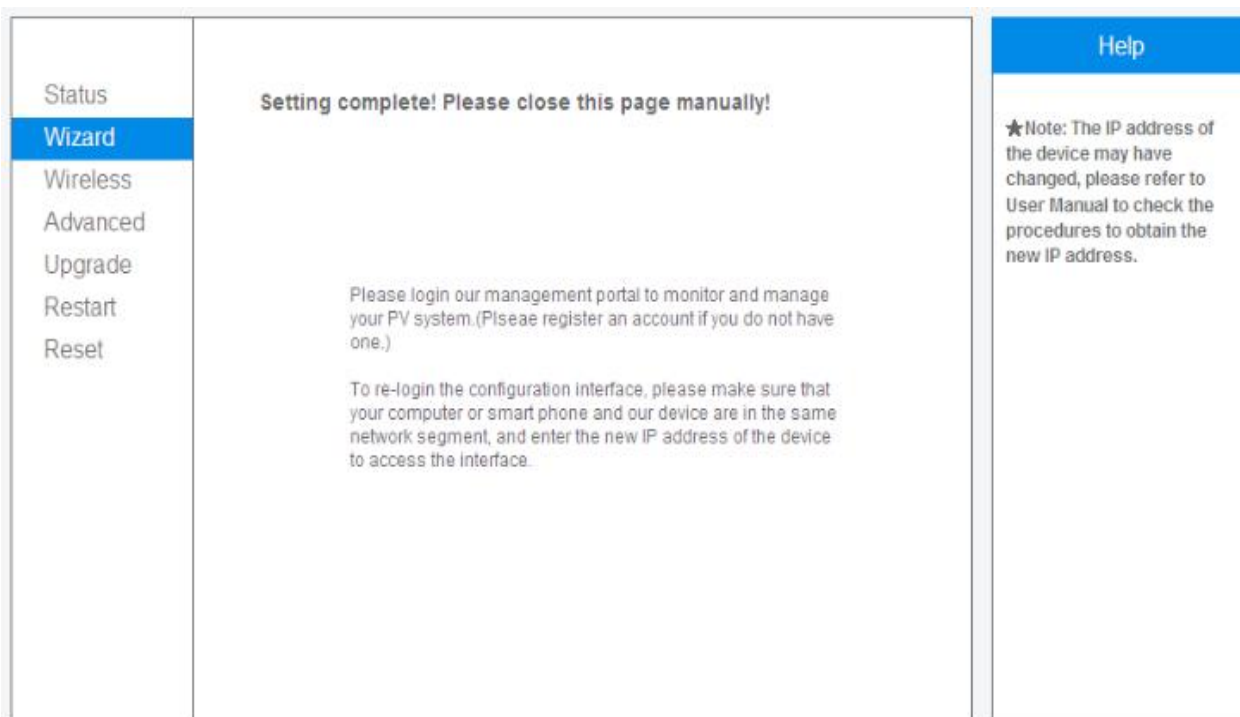 Status
Wizard
Wireless
Advanced
Upgrade
Restart
Reset
Setting complete! Please close this page manually!
Please login our management portal to monitor and manage
your PV system.(Plseae register an account if you do not have
one.)
To re-login the configuration interface, please make sure that
your computer or smart phone and our device are in the same
network segment, and enter the new IP address of the device
to access the interface.
Help
★Note: The IP address of
the device may have
changed, please refer to
User Manual to check the
procedures to obtain the
new IP address.